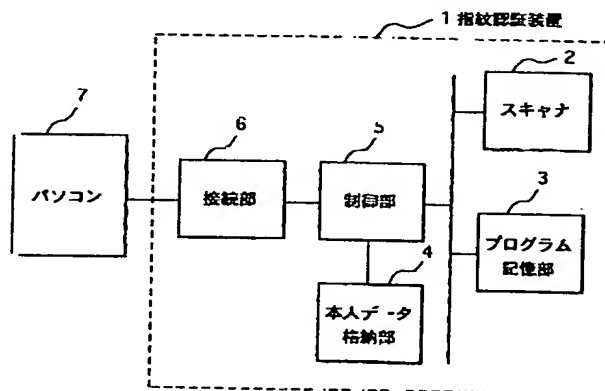 1 指紋認証装置
2
スキャナ
7
パソコン
6
接続部
5
制御部
3
プログラム
記憶部
4
本人データ
格納部